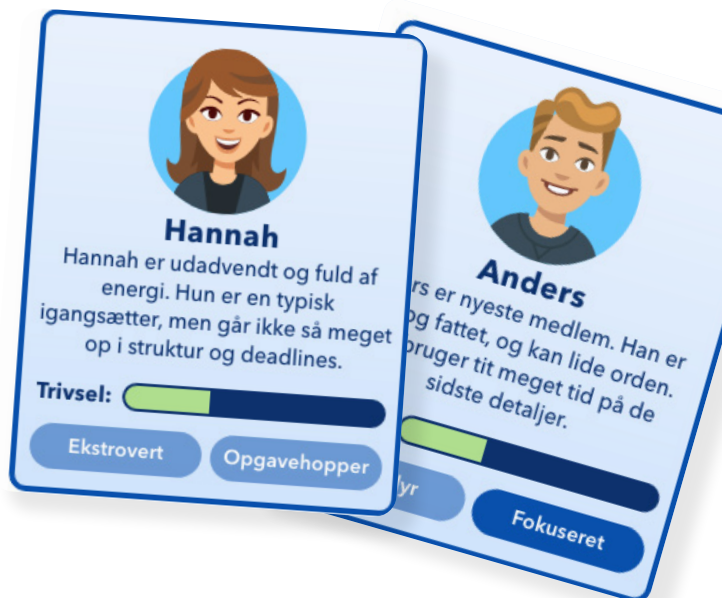 Hannah
Hannah er udadvendt og fuld af
energi. Hun er en typisk
igangsætter, men går ikke så meget
op i struktur og deadlines.
Trivsel:
Ekstrovert
Opgavehopper
Anders
er nyeste medlem. Han er
og fattet, og kan lide orden.
bruger tit meget tid på de
sidste detaljer.
Fokuseret